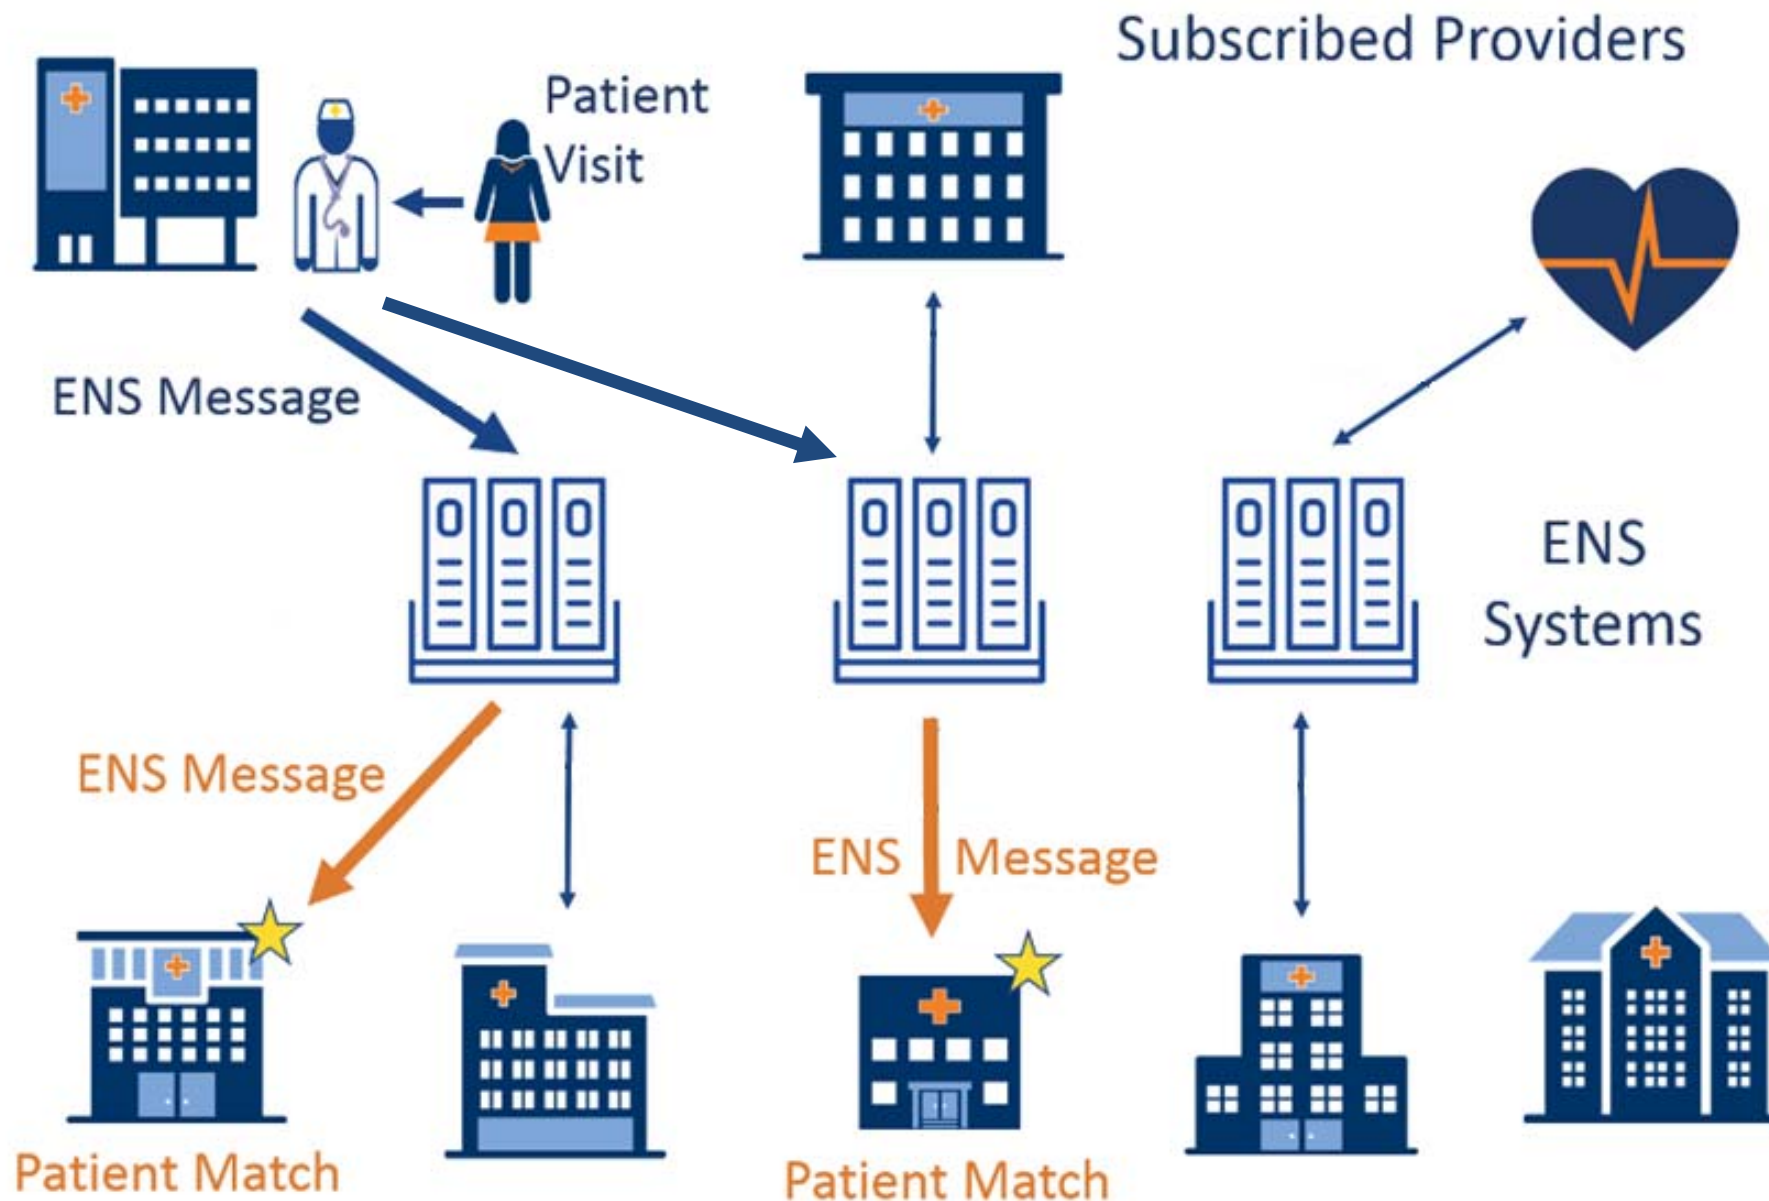 Subscribed Providers
Patient
Visit
ENS Message
ENS
Systems
ENS Message
ENS Message
Patient Match
Patient Match